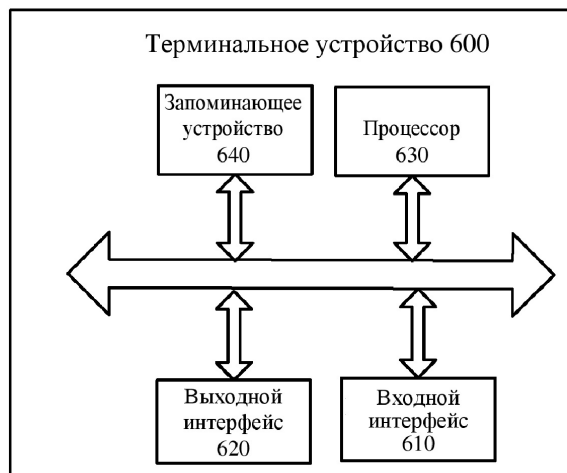 Терминальное устройство 600
Запоминающее
устройство
640
Процессор
630
Выходной
интерфейс
620
Входной
интерфейс
610